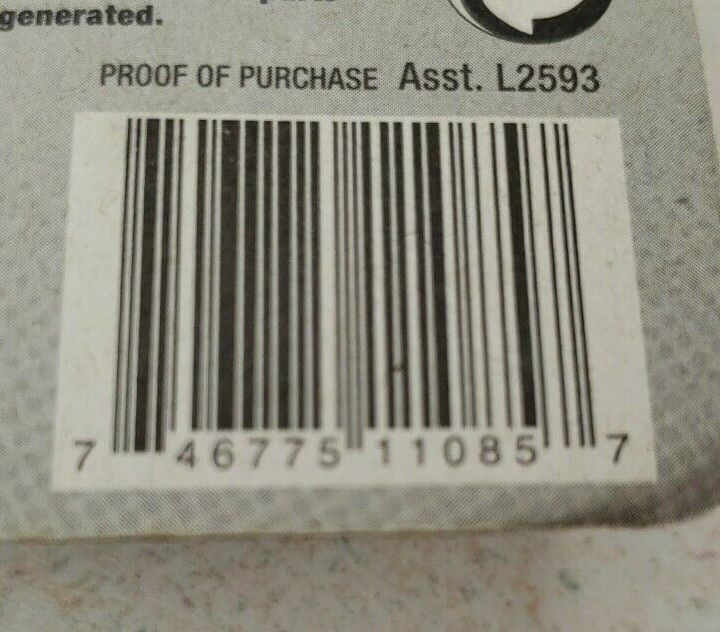 generated.
PROOF OF PURCHASE Asst. L2593
7 46775 11085 7